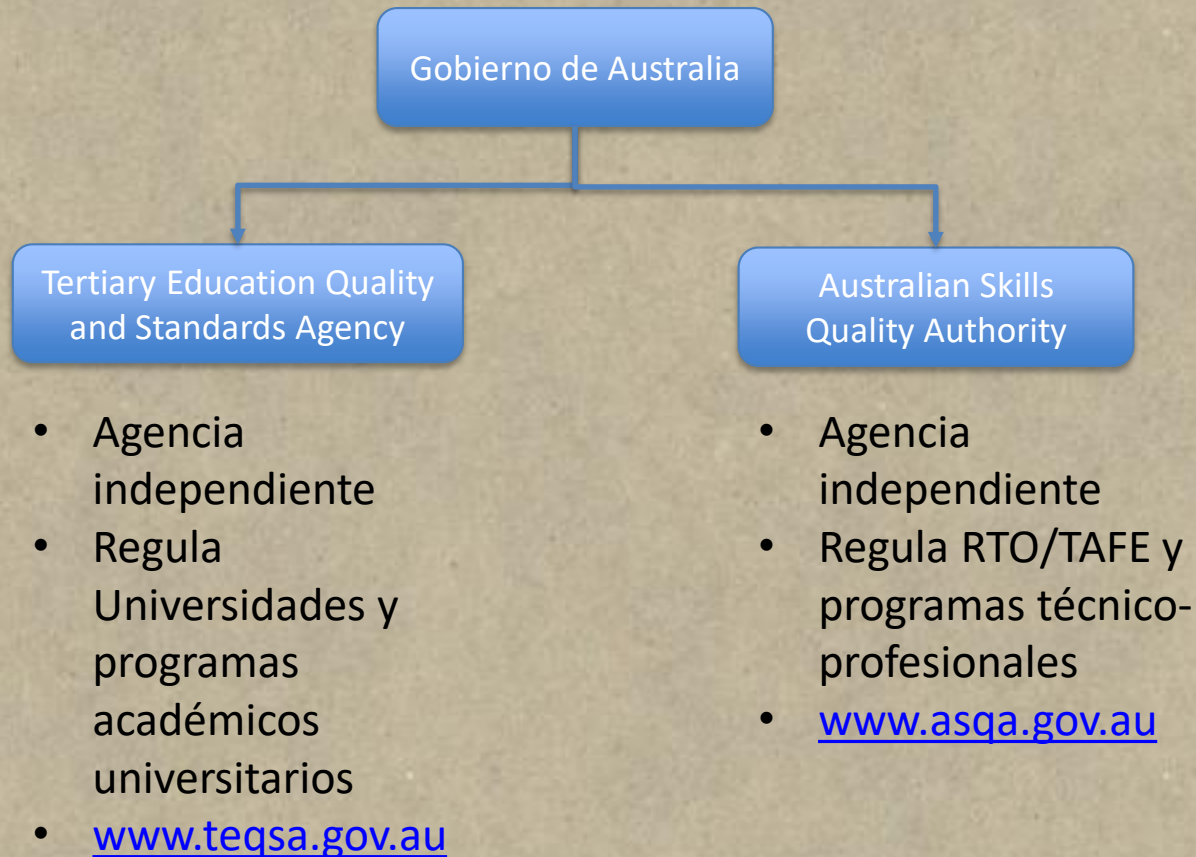 Gobierno de Australia
Tertiary Education Quality
and Standards Agency
• Agencia
independiente
• Regula
Universidades y
programas
académicos
universitarios
• www.teqsa.gov.au
Australian Skills
Quality Authority
• Agencia
independiente
• Regula RTO/TAFE y
programas técnico-
profesionales
• www.asqa.gov.au